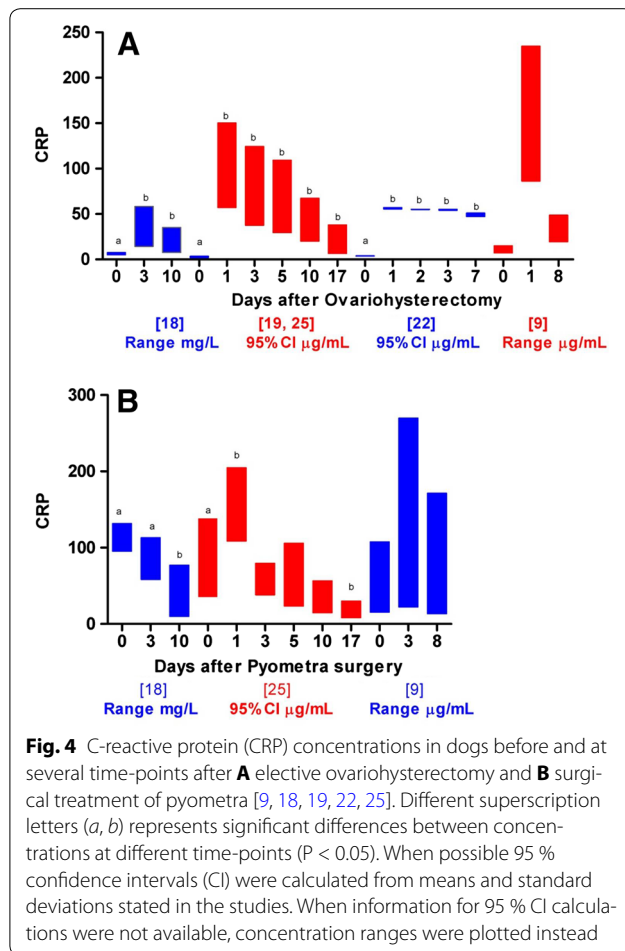 A
250
200
150
100
50
0
CRP
a b b a b b b b b a b b b b
0 3 10 0 1 3 5 10 17 0 1 2 3 7 0 1 8
Days after Ovariohysterectomy
[18] [19, 25] [22] [9]
Range mg/L 95%CI µg/mL 95%CI µg/mL Range µg/mL
B
300
200
100
0
CRP
a a b a b b
0 3 10 0 1 3 5 10 17 0 3 8
Days after Pyometra surgery
[18] [25] [9]
Range mg/L 95%CI µg/mL Range µg/mL
Fig. 4 C-reactive protein (CRP) concentrations in dogs before and at
several time-points after A elective ovariohysterectomy and B surgi-
cal treatment of pyometra [9, 18, 19, 22, 25]. Different superscription
letters (a, b) represents significant differences between concen-
trations at different time-points (P < 0.05). When possible 95 %
confidence intervals (CI) were calculated from means and standard
deviations stated in the studies. When information for 95 % CI calcula-
tions were not available, concentration ranges were plotted instead